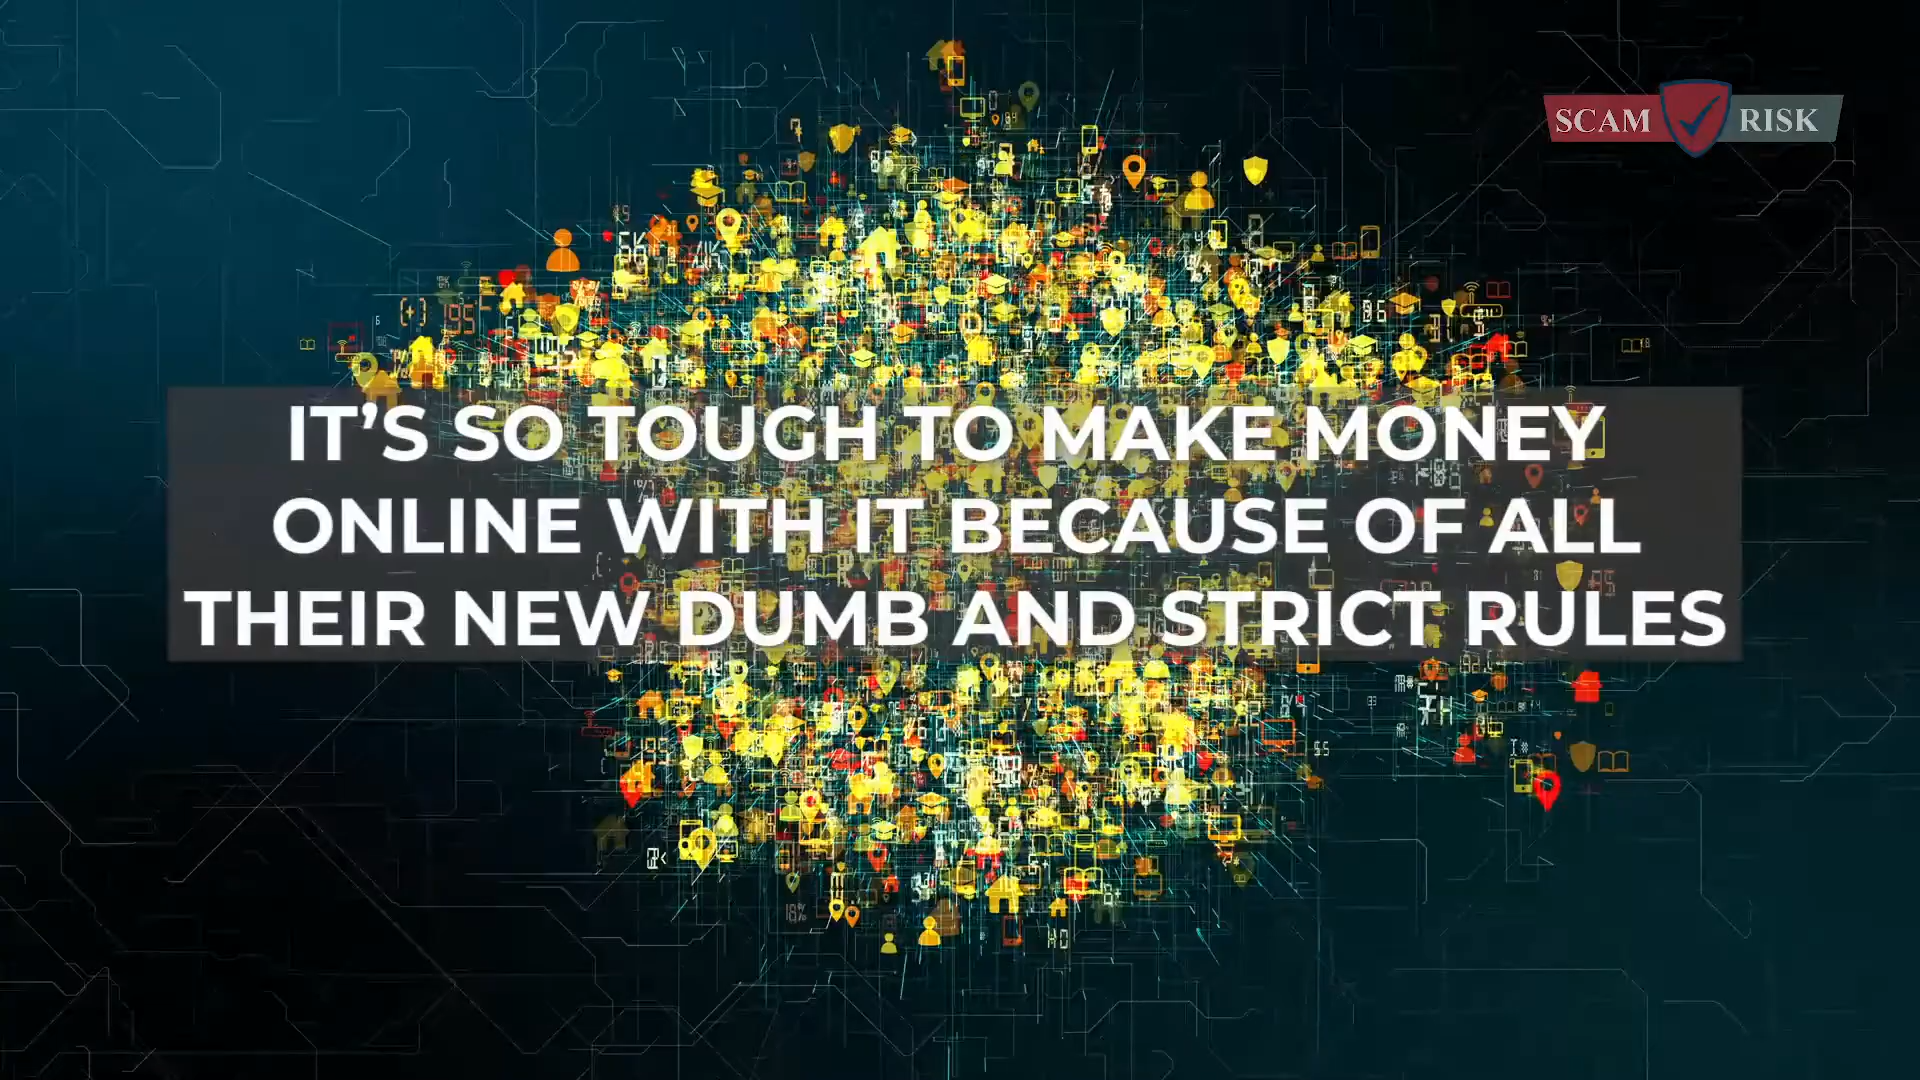 SCAM RISK
IT’S SO TOUGH TO MAKE MONEY
ONLINE WITH IT BECAUSE OF ALL
THEIR NEW DUMB AND STRICT RULES